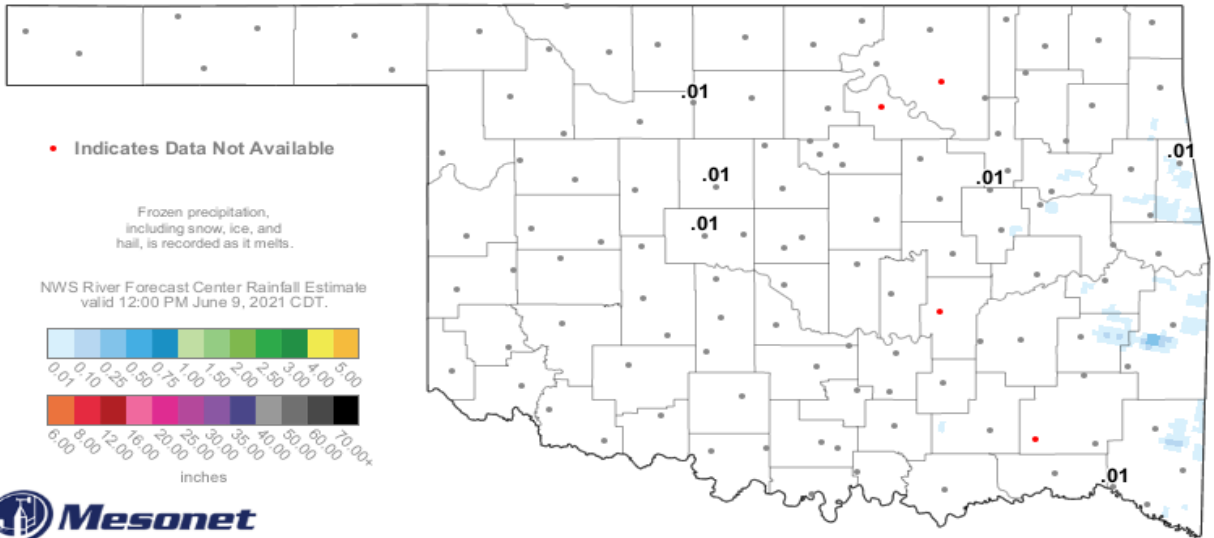 .01
.01
.01
.01
.01
.01
Indicates Data Not Available
Frozen precipitation,
including snow, ice, and
hail, is recorded as it melts.
NWS River Forecast Center Rainfall Estimate
valid 12:00 PM June 9, 2021 CDT.
0.01 0.10 0.25 0.50 0.75 1.00 1.50 2.00 2.50 3.00 4.00 5.00
6.00 8.00 12.00 16.00 20.00 25.00 30.00 35.00 40.00 50.00 60.00 70.00+
inches
Mesonet